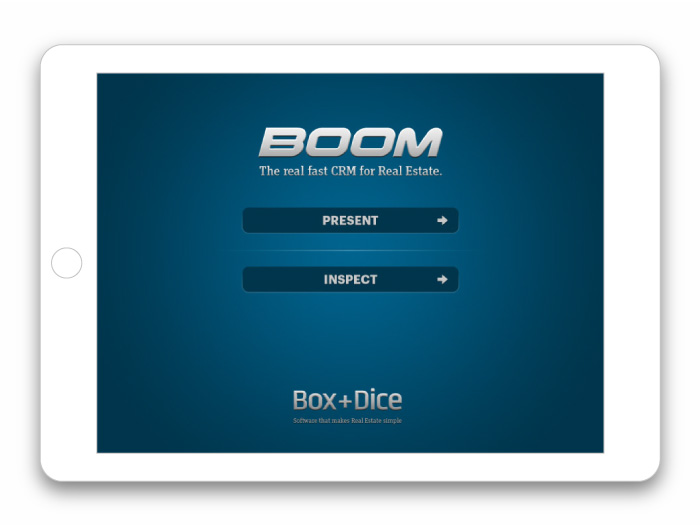 BOOM
The real fast CRM for Real Estate.
PRESENT
INSPECT
Box+Dice
Software that makes Real Estate simple